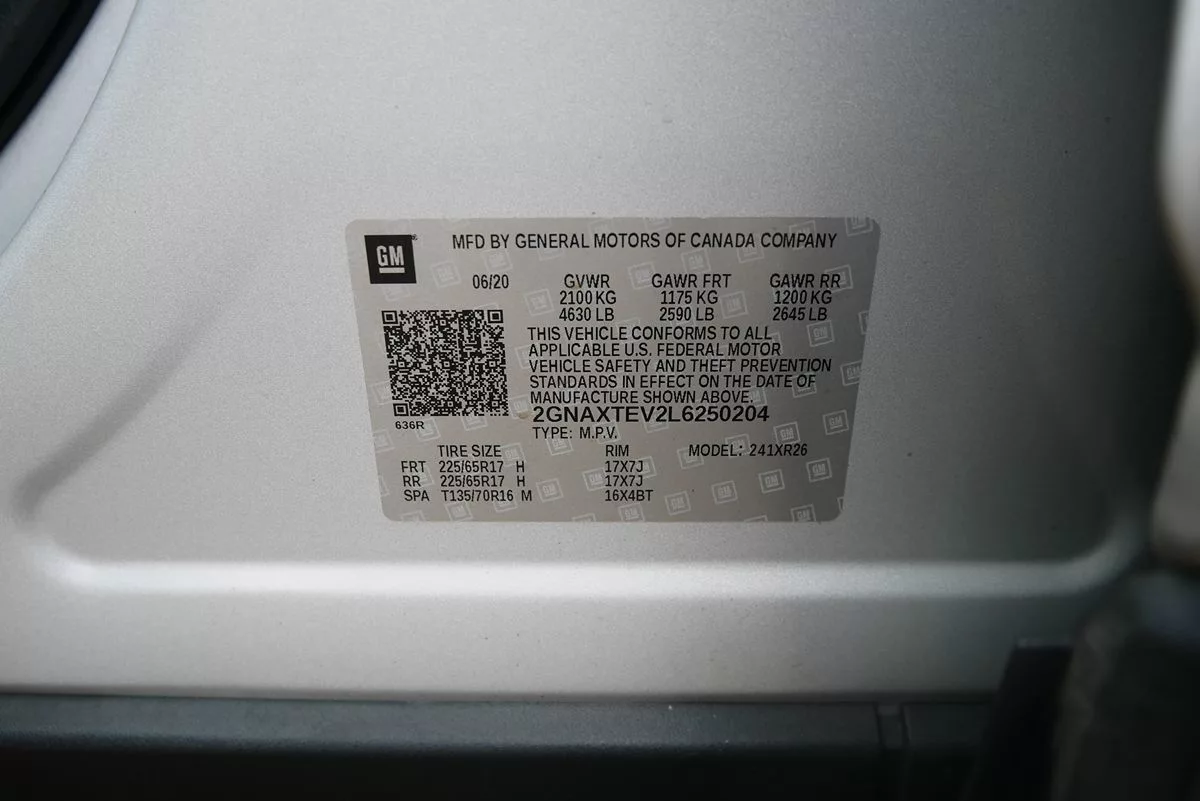 GM
MFD BY GENERAL MOTORS OF CANADA COMPANY
06/20 GVWR GAWR FRT GAWR RR
2100 KG 1175 KG 1200 KG
4630 LB 2590 LB 2645 LB
THIS VEHICLE CONFORMS TO ALL
APPLICABLE U.S. FEDERAL MOTOR
VEHICLE SAFETY AND THEFT PREVENTION
STANDARDS IN EFFECT ON THE DATE OF
MANUFACTURE SHOWN ABOVE.
2GNAXTEV2L6250204
636R
TYPE: M.P.V.
TIRE SIZE RIM MODEL: 241XR26
FRT 225/65R17 H 17X7J
RR 225/65R17 H 17X7J
SPA T135/70R16 M 16X4BT